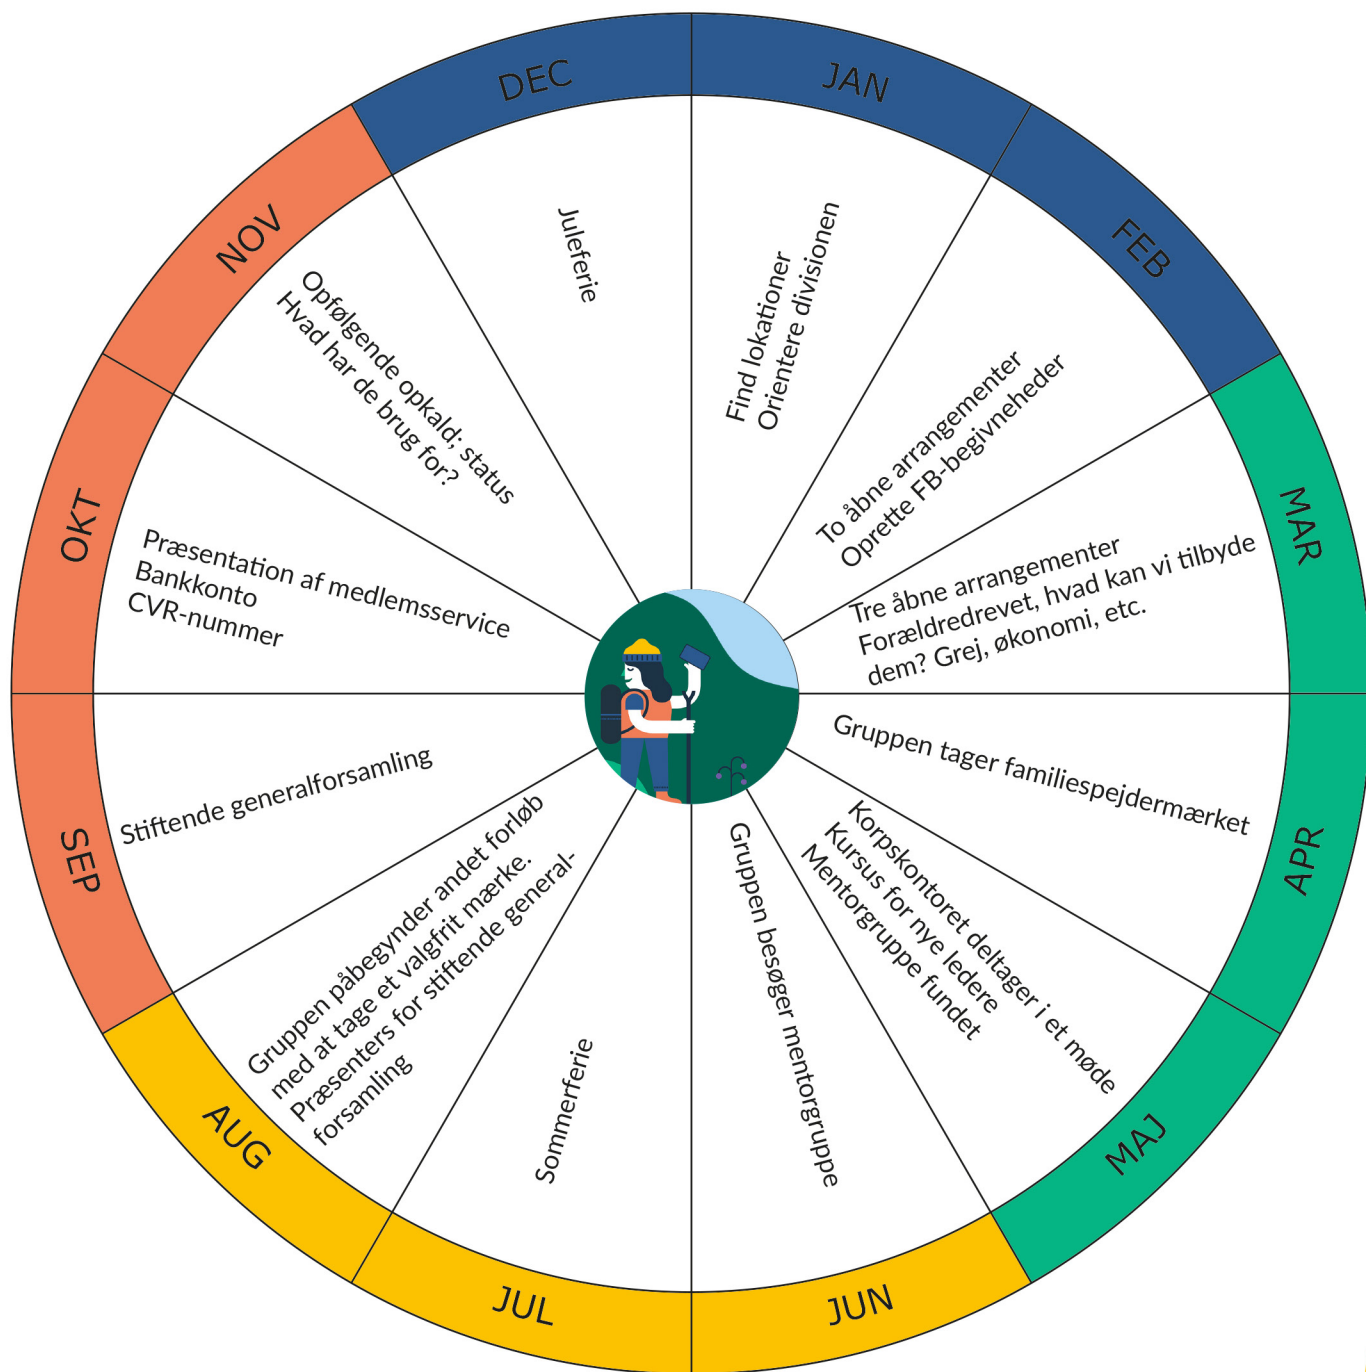 JAN
Find lokationer
Orientere divisionen
FEB
To åbne arrangementer
Oprette FB-begivneheder
MAR
Tre åbne arrangementer
Forældredrevet, hvad kan vi tilbyde
dem? Grej, økonomi, etc.
APR
Gruppen tager familiespejdermærket
MAJ
Korpskontoret deltager i et møde
Kursus for nye ledere
Mentorgruppe fundet
JUN
Gruppen besøger mentorgruppe
JUL
Sommerferie
AUG
Gruppen påbegynder andet forløb
med at tage et valgfrit mærke.
Præsenters for stiftende general-
forsamling
SEP
Stiftende generalforsamling
OKT
Præsentation af medlemsservice
Bankkonto
CVR-nummer
NOV
Opfølgende opkald; status
Hvad har de brug for?
DEC
Juleferie